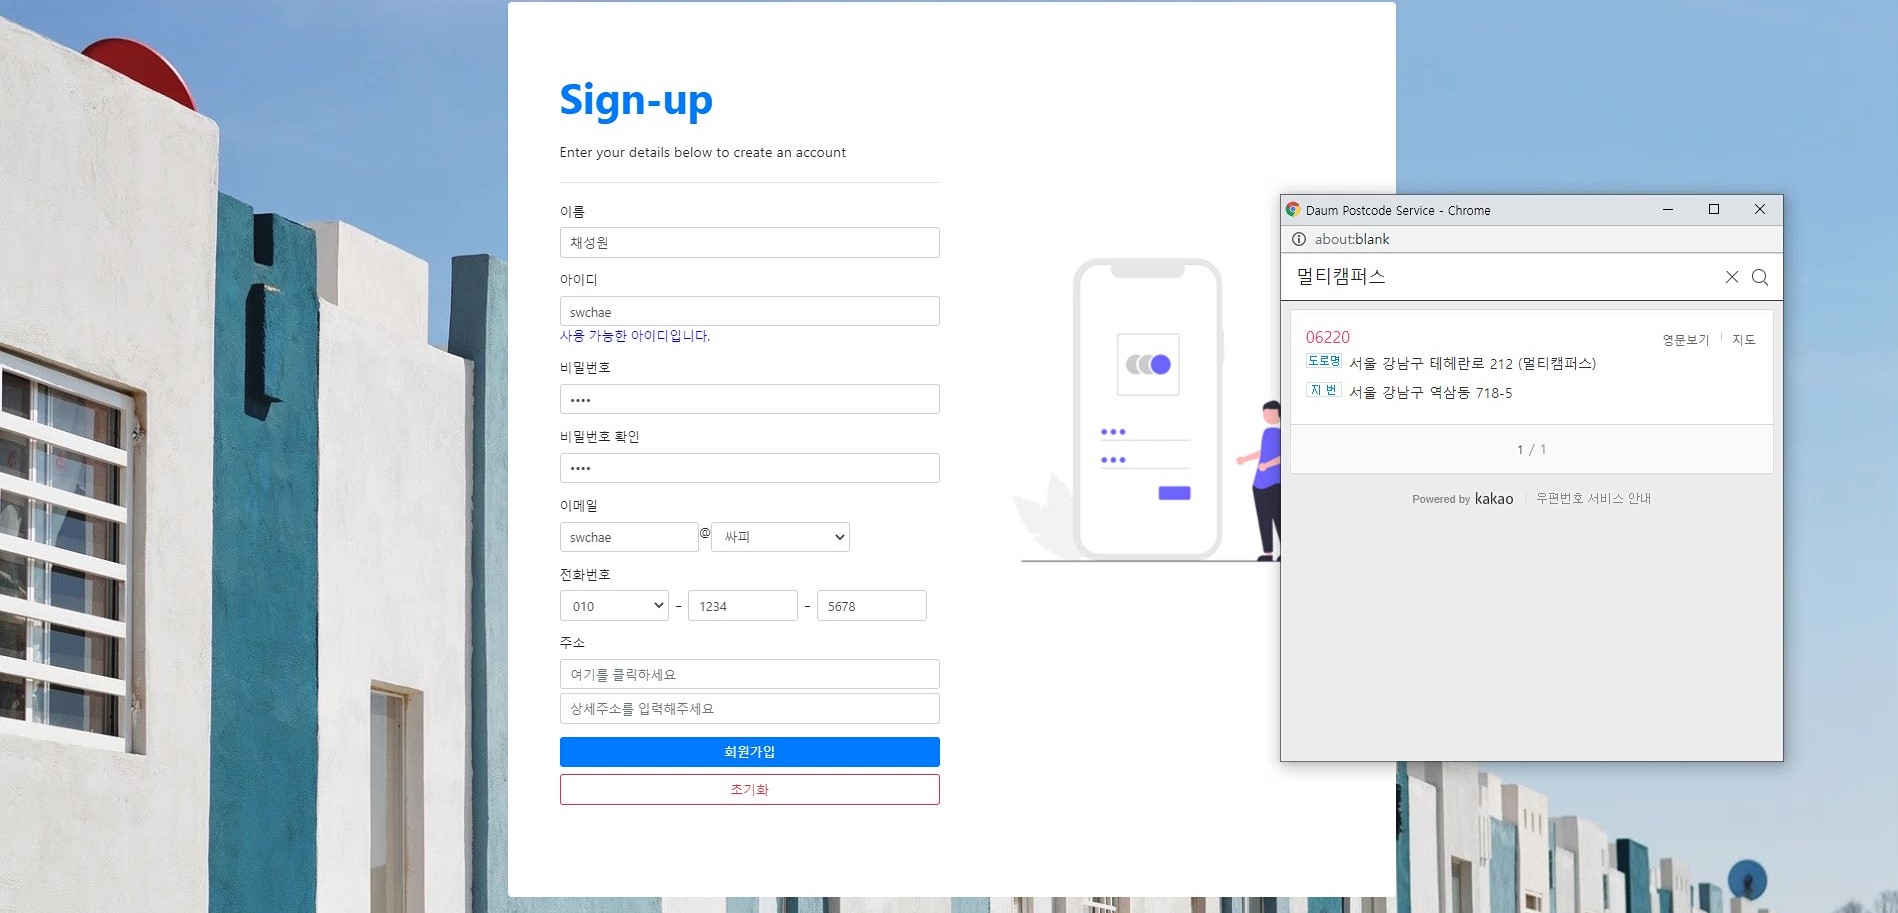 Sign-up
Enter your details below to create an account
이름
채성원
아이디
swchae
사용 가능한 아이디입니다.
비밀번호
••••
비밀번호 확인
••••
이메일
swchae @ 싸피
전화번호
010 - 1234 - 5678
주소
여기를 클릭하세요
상세주소를 입력해주세요
회원가입
초기화
Daum Postcode Service - Chrome
about:blank
멀티캠퍼스
06220 영문보기 지도
도로명 서울 강남구 테헤란로 212 (멀티캠퍼스)
지 번 서울 강남구 역삼동 718-5
1 / 1
Powered by kakao 우편번호 서비스 안내